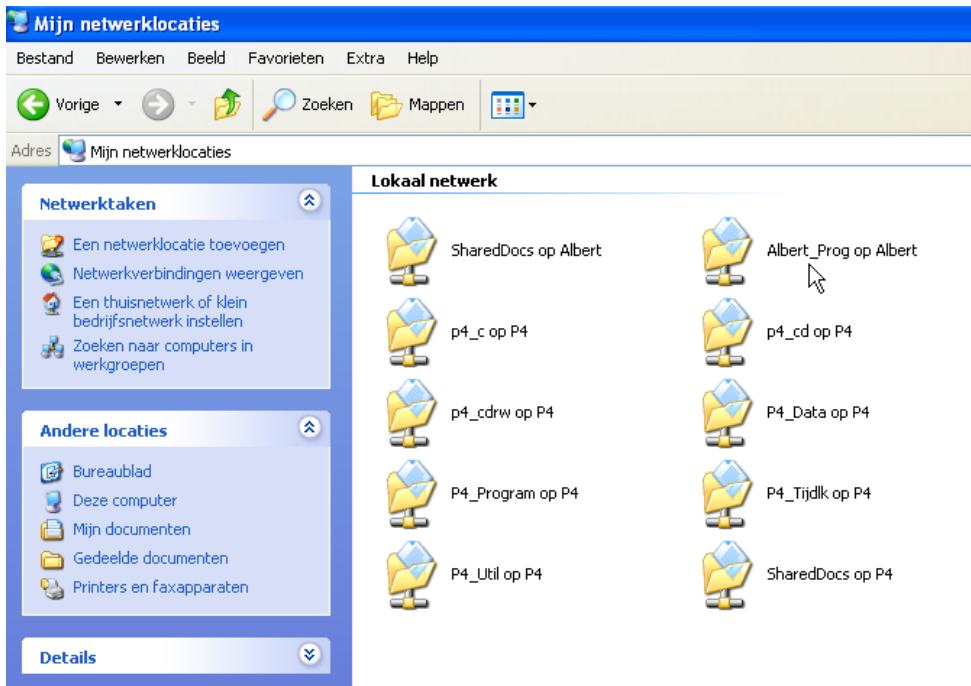 Mijn netwerklocaties
Bestand Bewerken Beeld Favorieten Extra Help
Vorige Zoeken Mappen
Adres Mijn netwerklocaties
Netwerktaken
Een netwerklocatie toevoegen
Netwerkverbindingen weergeven
Een thuisnetwerk of klein
bedrijfsnetwerk instellen
Zoeken naar computers in
werkgroepen
Andere locaties
Bureaublad
Deze computer
Mijn documenten
Gedeelde documenten
Printers en faxapparaten
Details
Lokaal netwerk
SharedDocs op Albert Albert_Prog op Albert
p4_c op P4 p4_cd op P4
p4_cdrw op P4 P4_Data op P4
P4_Program op P4 P4_Tijdlk op P4
P4_Util op P4 SharedDocs op P4